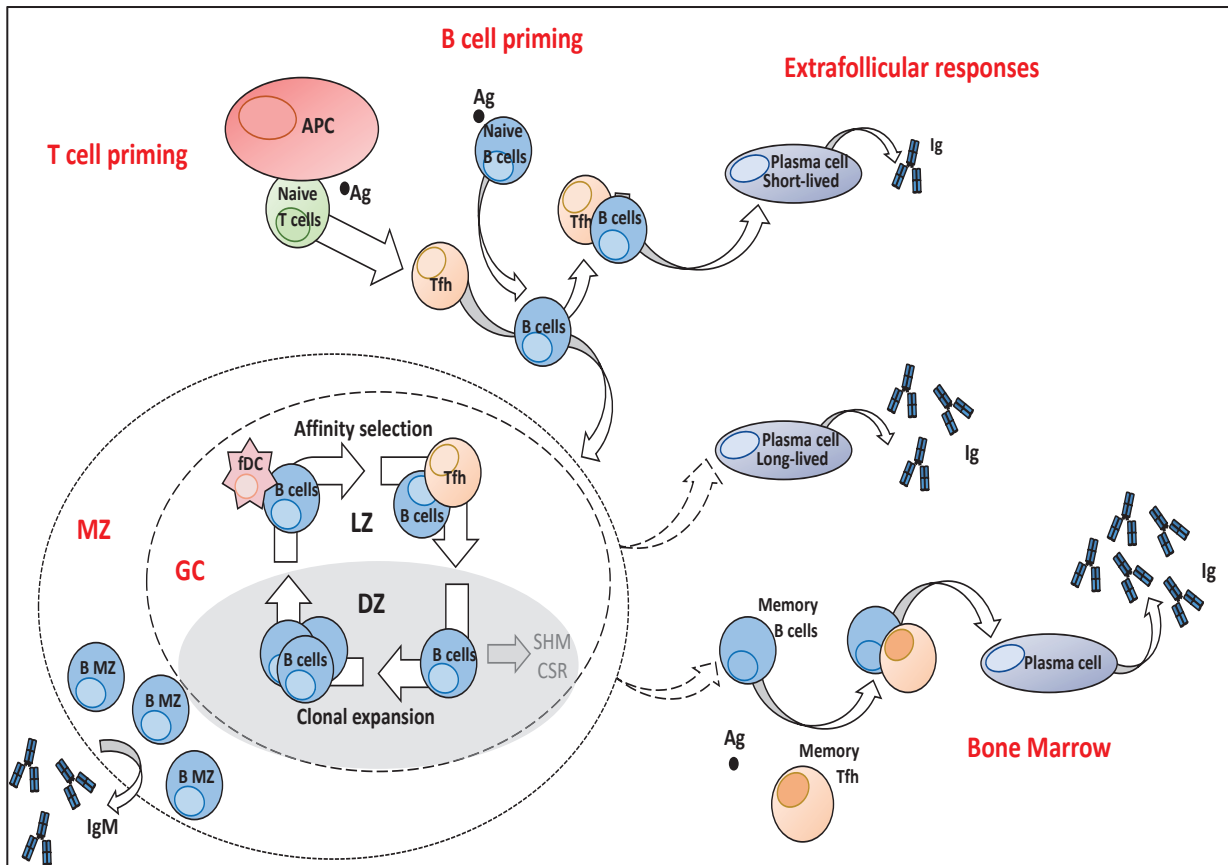 B cell priming
Extrafollicular responses
T cell priming
APC
Ag
Naive
B cells
Naive
T cells
Ag
Tfh
Tfh
B cells
B cells
Plasma cell
Short-lived
Ig
MZ
GC
Affinity selection
fDC
B cells
Tfh
B cells
LZ
DZ
B cells
B cells
SHM
CSR
Clonal expansion
B MZ
B MZ
B MZ
IgM
Plasma cell
Long-lived
Ig
Memory
B cells
Ag
Memory
Tfh
Plasma cell
Ig
Bone Marrow